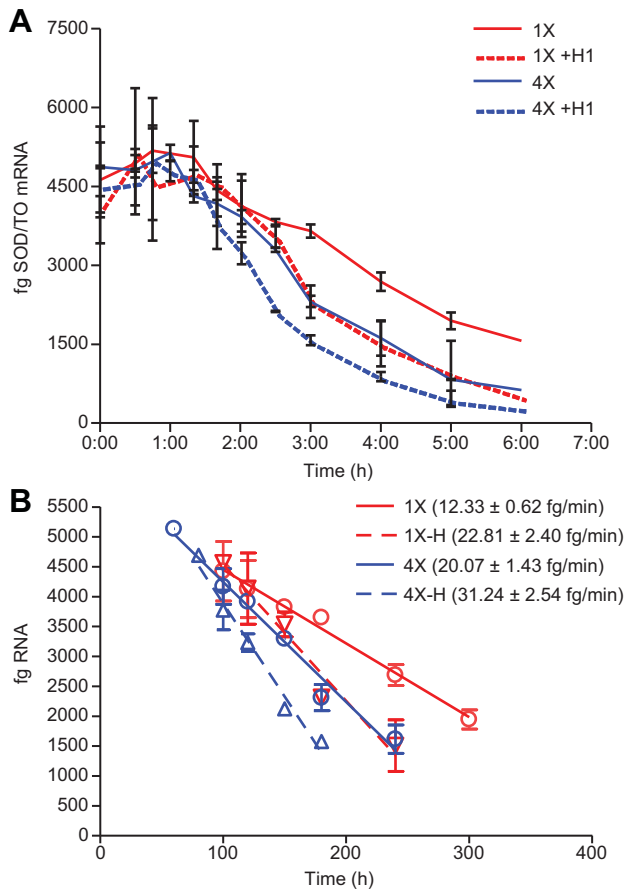 A
7500
6000
4500
3000
1500
0
fg SOD/TO mRNA
0:00 1:00 2:00 3:00 4:00 5:00 6:00 7:00
Time (h)
1X
1X +H1
4X
4X +H1
B
5500
5000
4500
4000
3500
3000
2500
2000
1500
1000
500
0
fg RNA
0 100 200 300 400
Time (h)
1X (12.33 ± 0.62 fg/min)
1X-H (22.81 ± 2.40 fg/min)
4X (20.07 ± 1.43 fg/min)
4X-H (31.24 ± 2.54 fg/min)